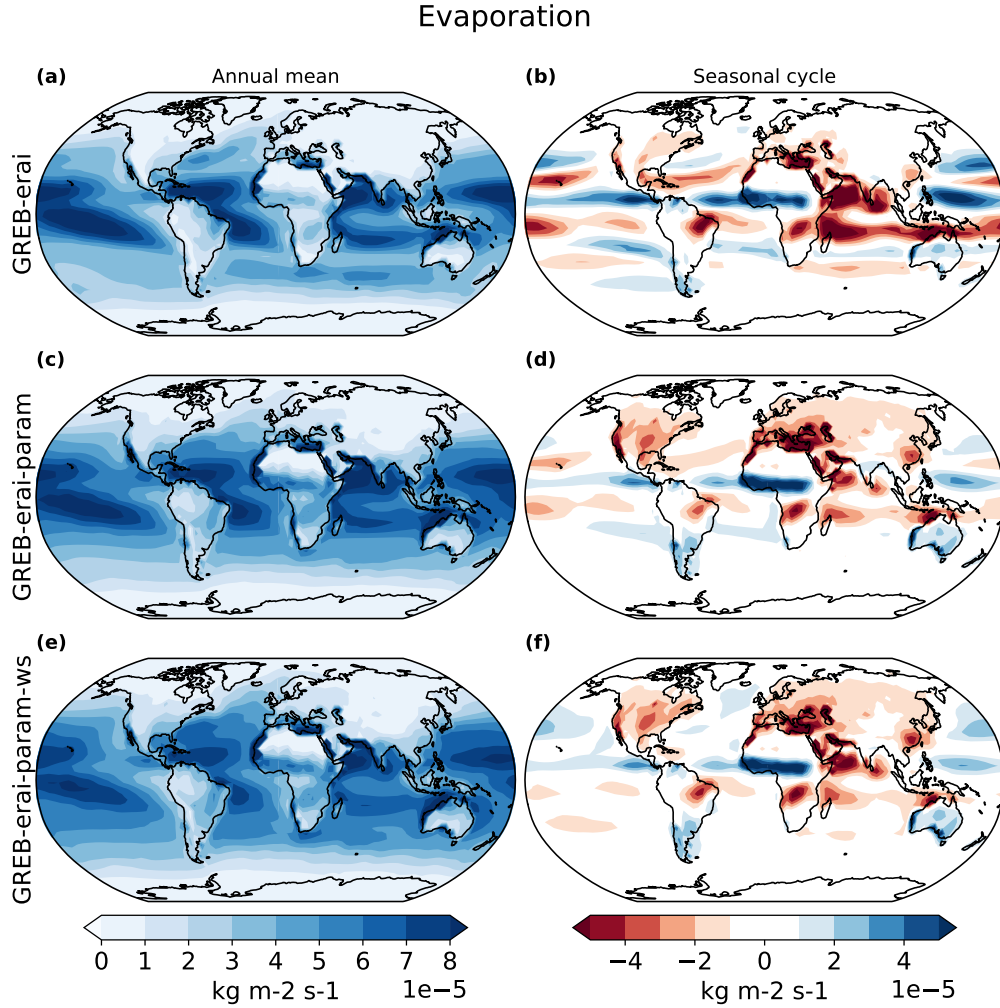 Evaporation
(a) Annual mean
(b) Seasonal cycle
GREB-erai
(c)
(d)
GREB-erai-param
(e)
(f)
GREB-erai-param-ws
0 1 2 3 4 5 6 7 8
−4 −2 0 2 4
kg m-2 s-1 1e−5
kg m-2 s-1 1e−5